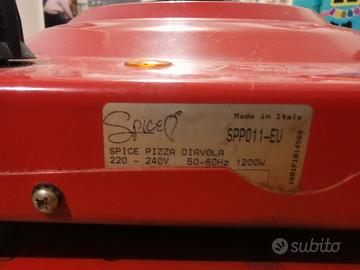 Spice
Made in Italy
SPP011-EU
SPICE PIZZA DIAVOLA
220 - 240V 50-60Hz 1200W
subito